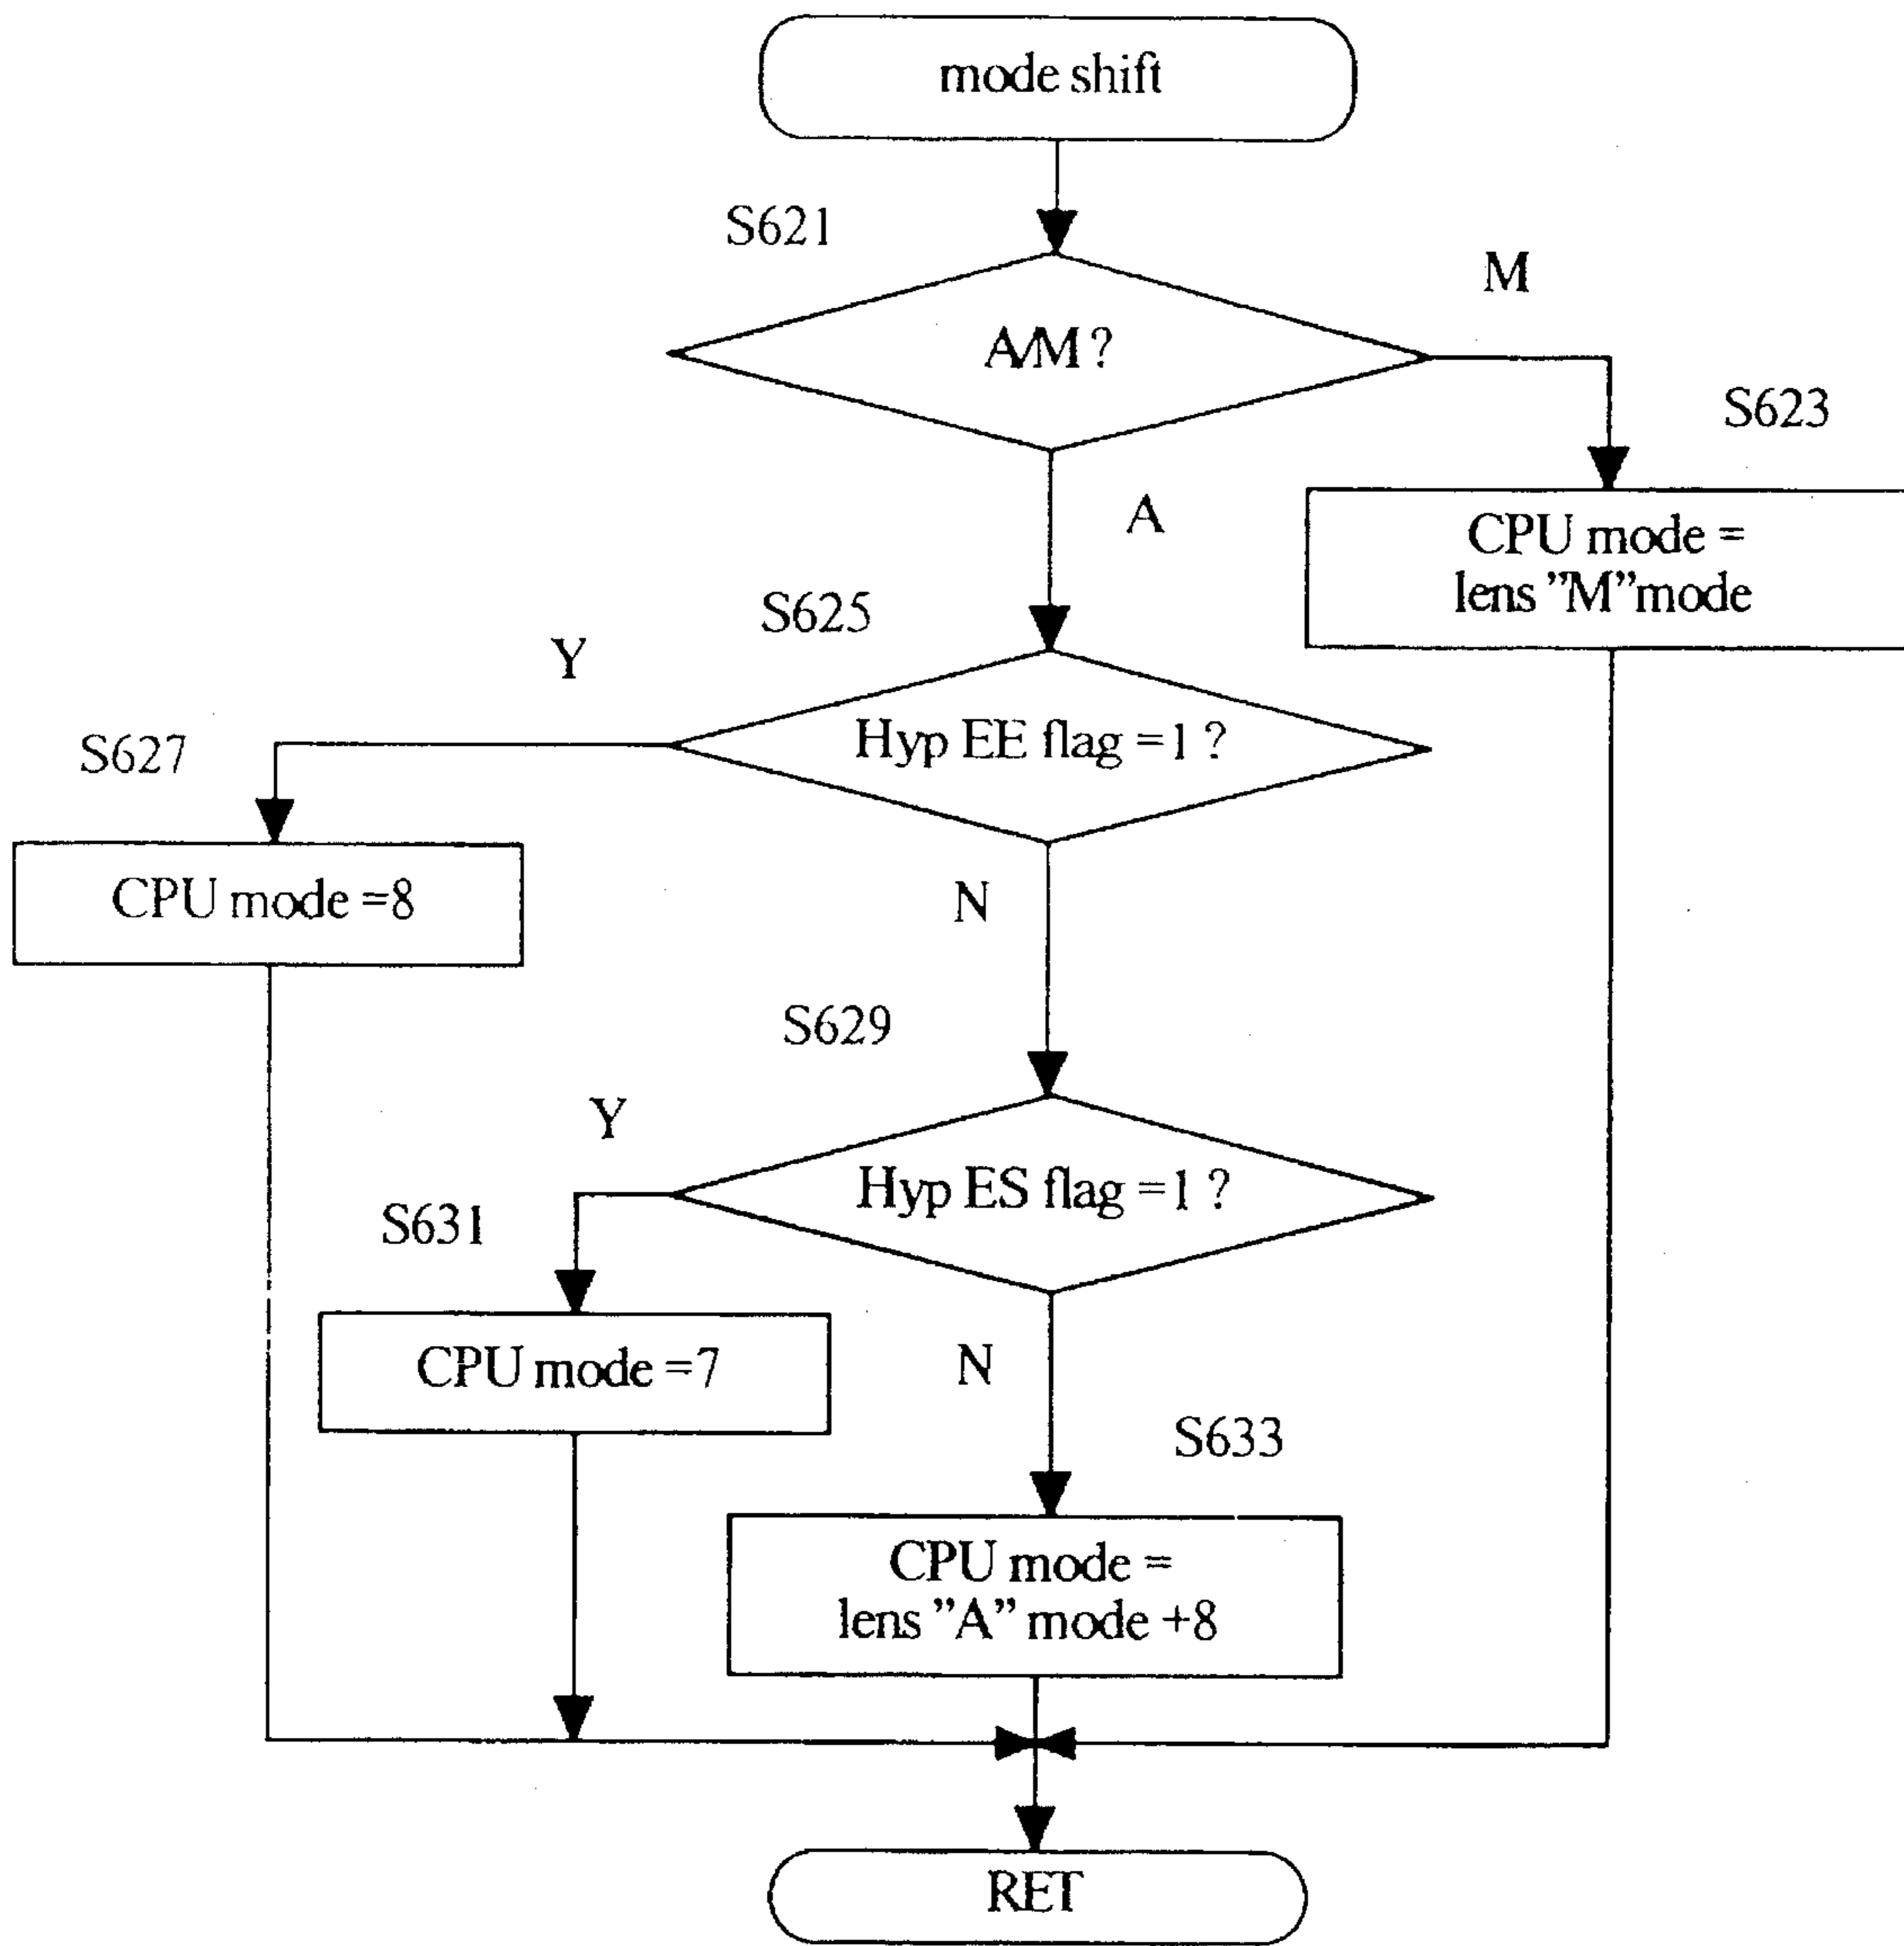 mode shift
S621
M
A/M ?
S623
A
CPU mode =
lens ”M”mode
S625
Y
Hyp EE flag =1 ?
S627
CPU mode =8
N
S629
Y
Hyp ES flag =1 ?
S631
CPU mode =7
N
S633
CPU mode =
lens ”A” mode +8
RET